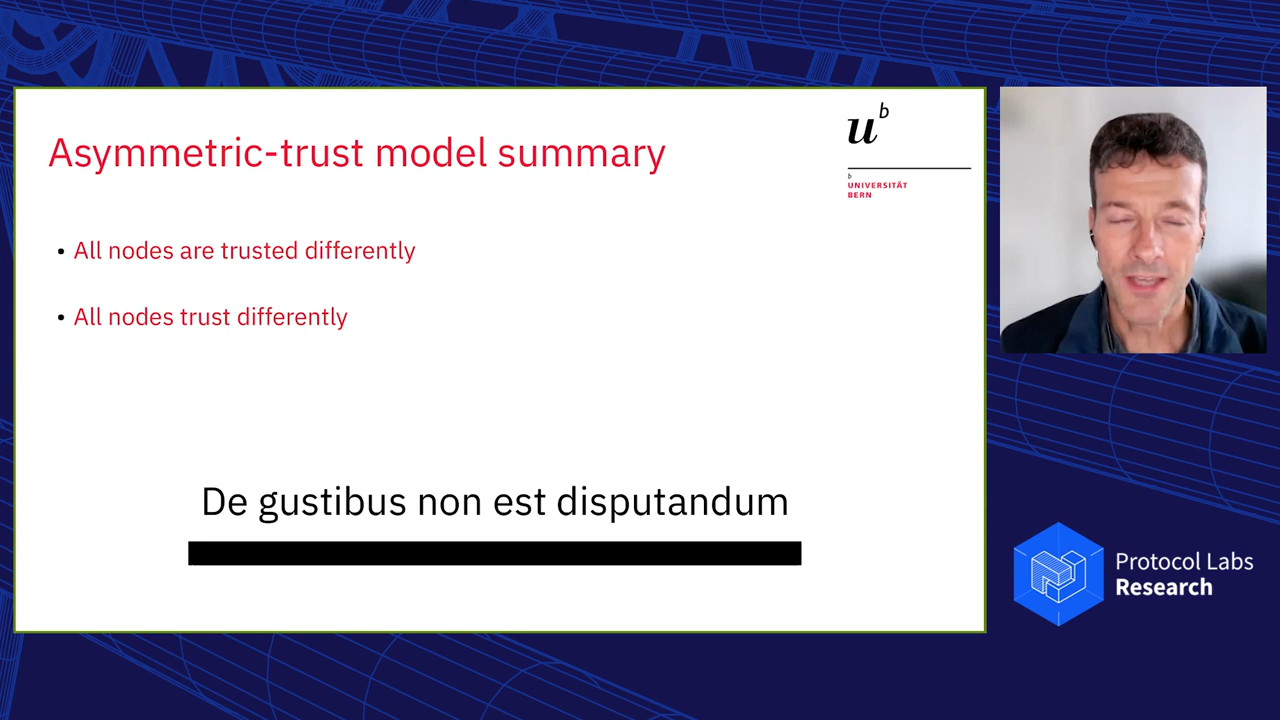 Asymmetric-trust model summary
u b
b
UNIVERSITÄT
BERN
• All nodes are trusted differently
• All nodes trust differently
De gustibus non est disputandum
Protocol Labs
Research